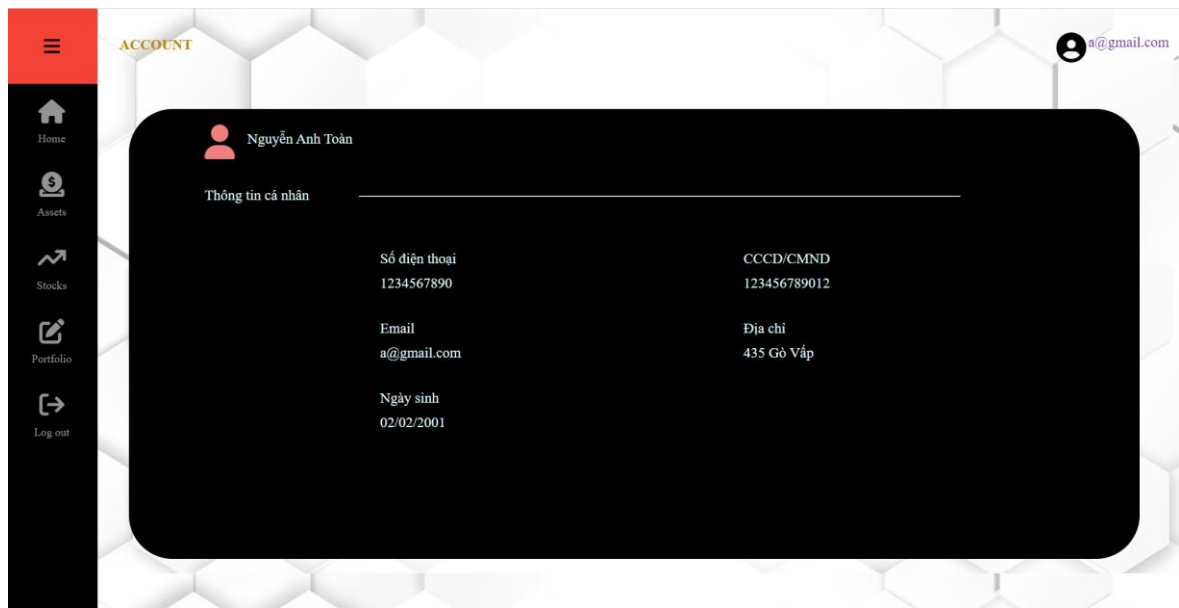 ACCOUNT
a@gmail.com
Home
Assets
Stocks
Portfolio
Log out
Nguyễn Anh Toàn
Thông tin cá nhân
Số điện thoại
1234567890
CCCD/CMND
123456789012
Email
a@gmail.com
Địa chỉ
435 Gò Vấp
Ngày sinh
02/02/2001